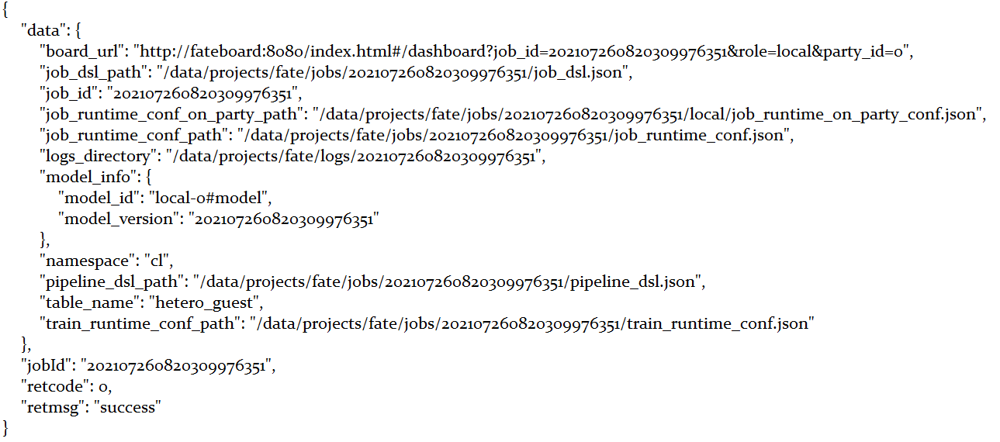 {
"data": {
"board_url": "http://fateboard:8080/index.html#/dashboard?job_id=202107260820309976351&role=local&party_id=0",
"job_dsl_path": "/data/projects/fate/jobs/202107260820309976351/job_dsl.json",
"job_id": "202107260820309976351",
"job_runtime_conf_on_party_path": "/data/projects/fate/jobs/202107260820309976351/local/job_runtime_on_party_conf.json",
"job_runtime_conf_path": "/data/projects/fate/jobs/202107260820309976351/job_runtime_conf.json",
"logs_directory": "/data/projects/fate/logs/202107260820309976351",
"model_info": {
"model_id": "local-0#model",
"model_version": "202107260820309976351"
},
"namespace": "cl",
"pipeline_dsl_path": "/data/projects/fate/jobs/202107260820309976351/pipeline_dsl.json",
"table_name": "hetero_guest",
"train_runtime_conf_path": "/data/projects/fate/jobs/202107260820309976351/train_runtime_conf.json"
},
"jobId": "202107260820309976351",
"retcode": 0,
"retmsg": "success"
}